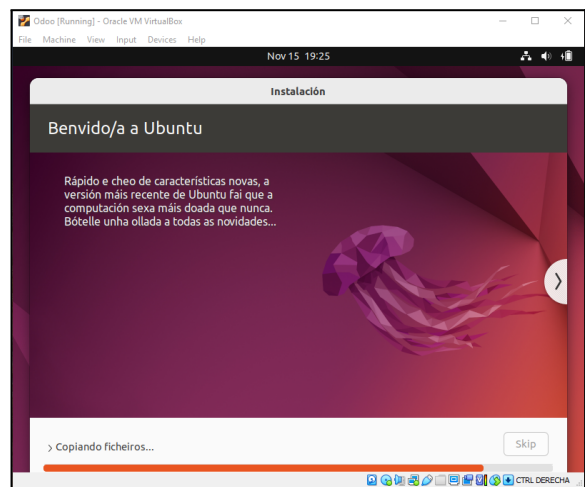 Odoo [Running] - Oracle VM VirtualBox
File Machine View Input Devices Help
Nov 15 19:25
Instalación
Benvido/a a Ubuntu
Rápido e cheo de características novas, a
versión máis recente de Ubuntu fai que a
computación sexa máis doada que nunca.
Bótelle unha ollada a todas as novidades...
Copiando ficheiros...
Skip
CTRL DERECHA